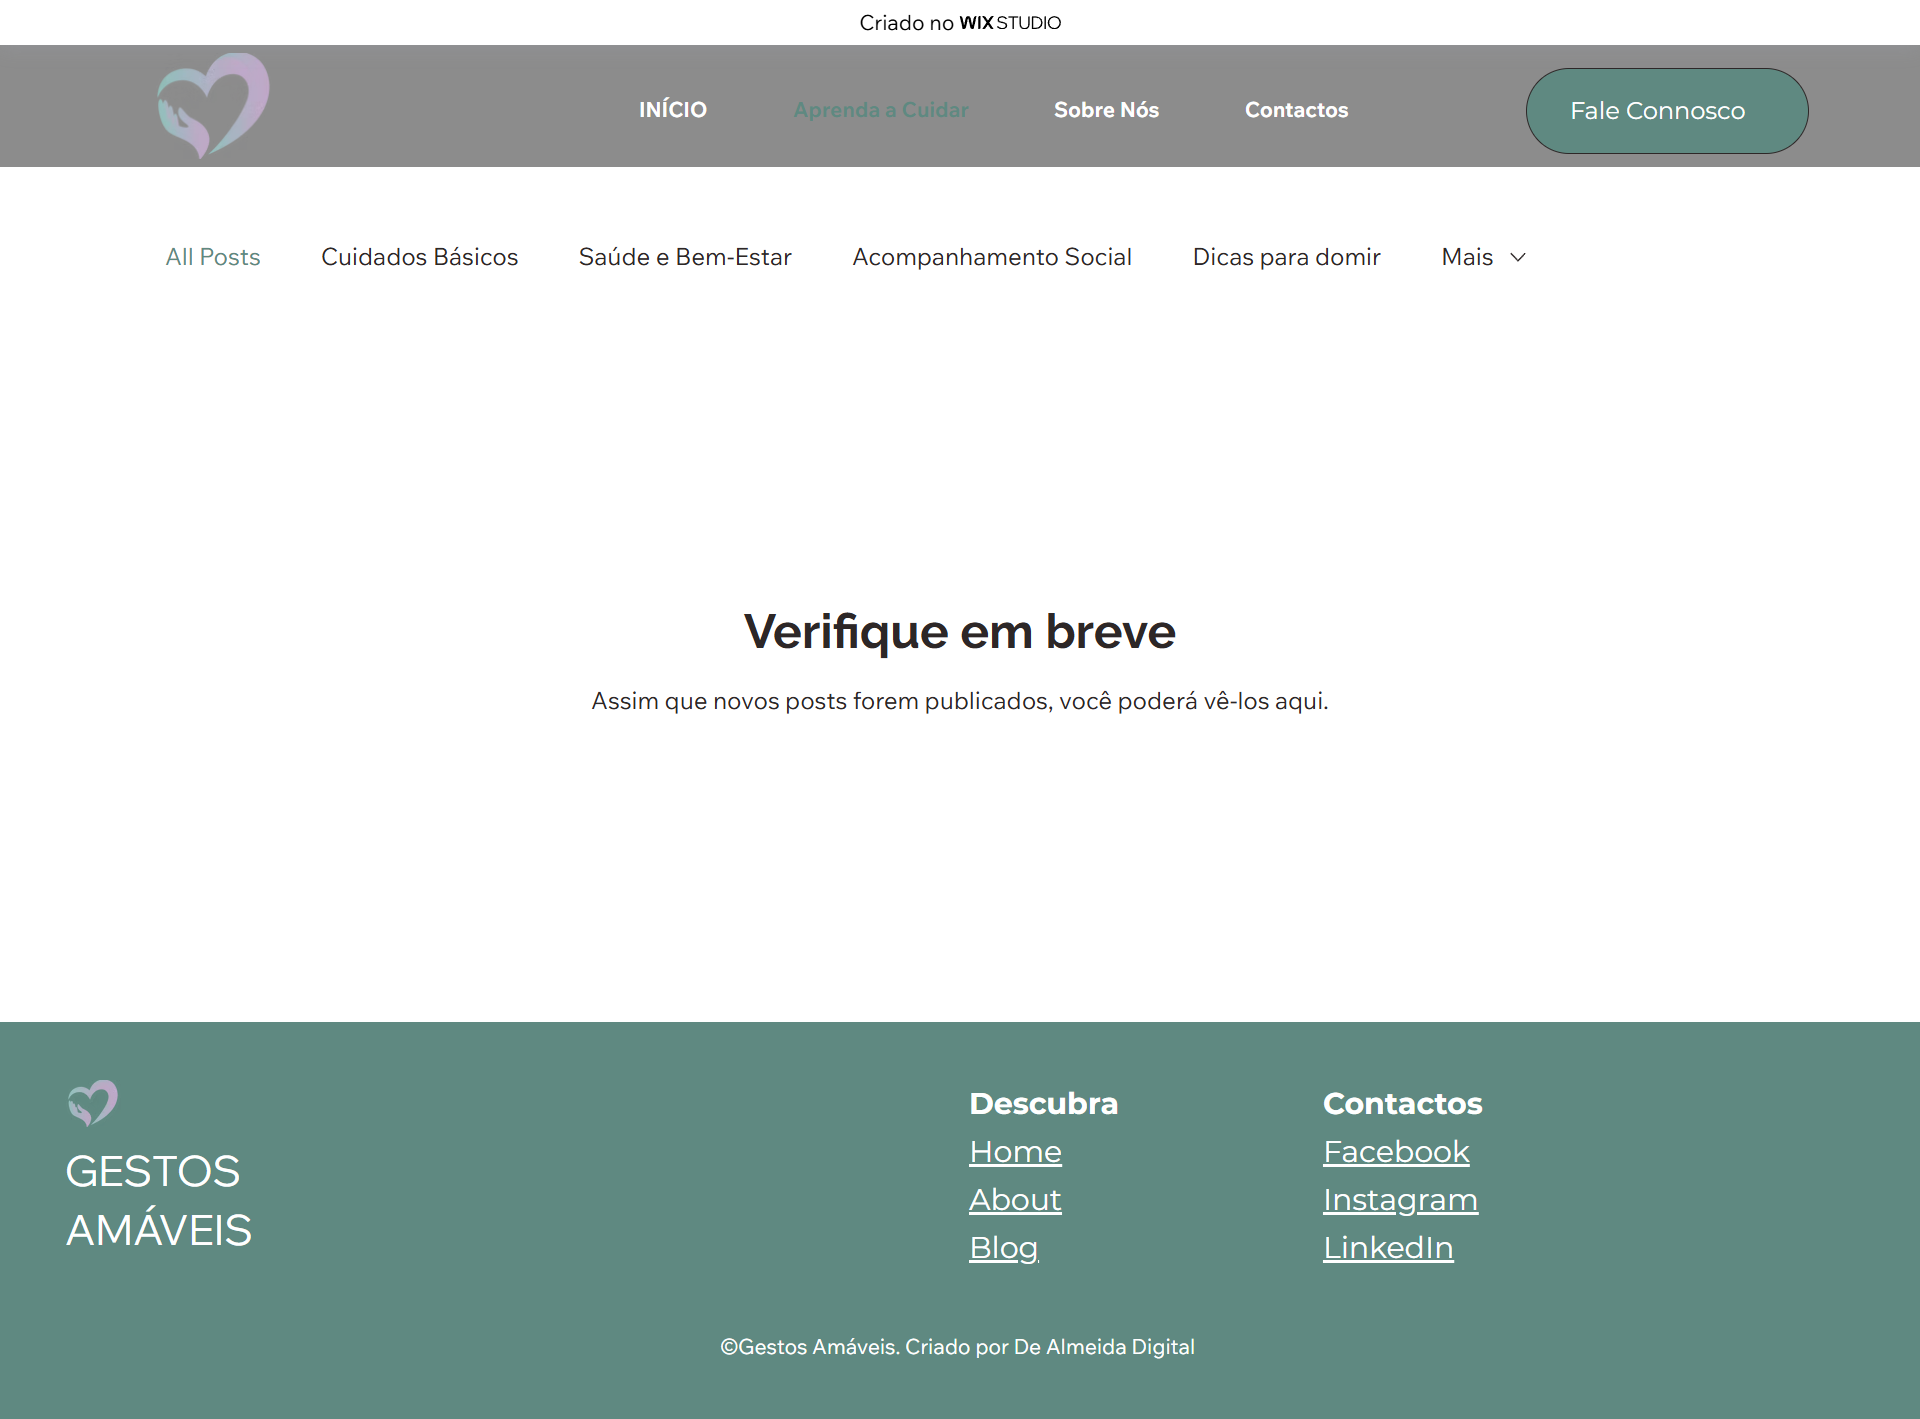 Criado no WIX STUDIO
INÍCIO
Aprenda a Cuidar
Sobre Nós
Contactos
Fale Connosco
All Posts
Cuidados Básicos
Saúde e Bem-Estar
Acompanhamento Social
Dicas para domir
Mais
Verifique em breve
Assim que novos posts forem publicados, você poderá vê-los aqui.
GESTOS
AMÁVEIS
Descubra
Home
About
Blog
Contactos
Facebook
Instagram
LinkedIn
©Gestos Amáveis. Criado por De Almeida Digital